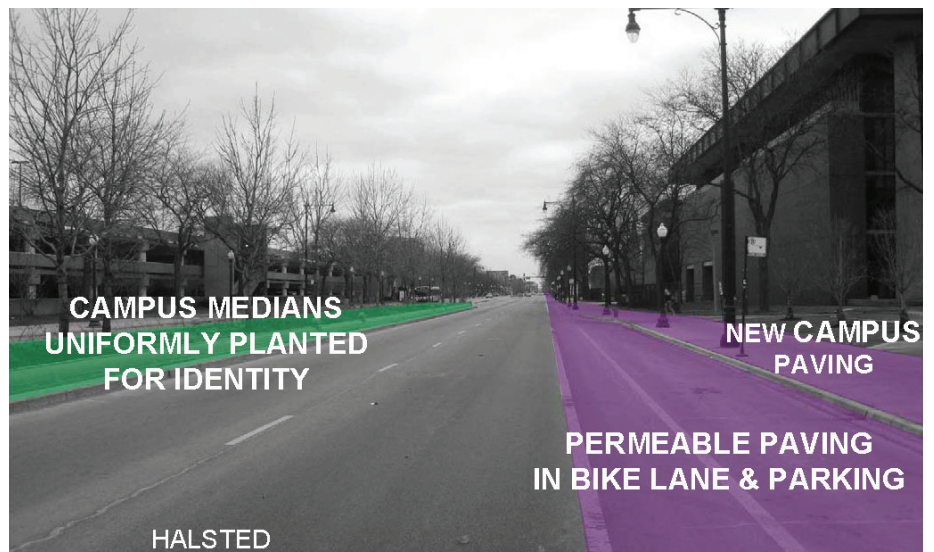 CAMPUS MEDIANS
UNIFORMLY PLANTED
FOR IDENTITY
NEW CAMPUS
PAVING
PERMEABLE PAVING
IN BIKE LANE & PARKING
HALSTED